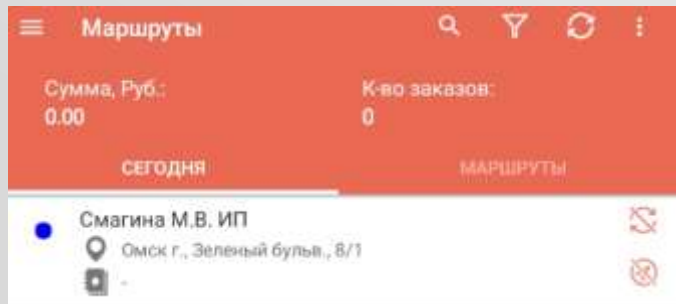 Маршруты
Сумма, Руб.:
0.00
К-во заказов:
0
СЕГОДНЯ
МАРШРУТЫ
Смагина М.В. ИП
Омск г., Зеленый бульв., 8/1
-